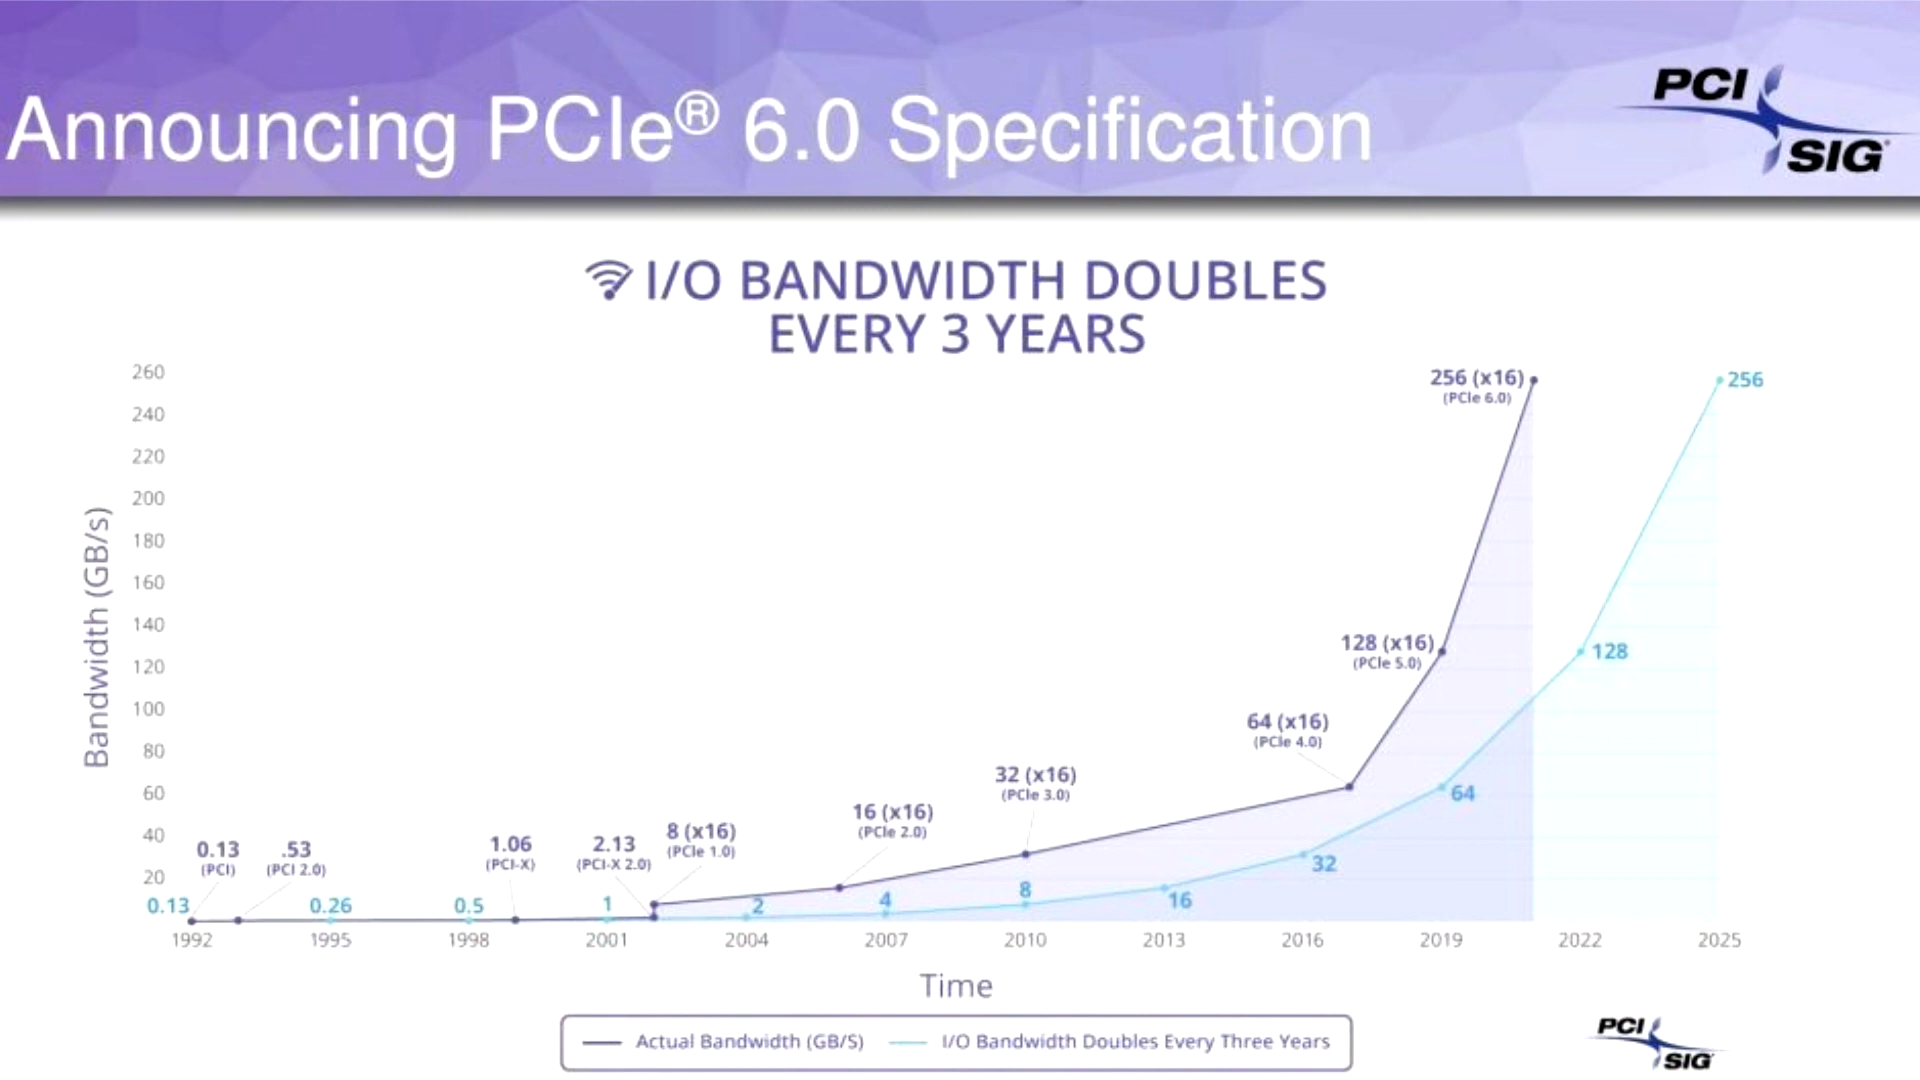 Announcing PCIe® 6.0 Specification
PCI
SIG®
I/O BANDWIDTH DOUBLES
EVERY 3 YEARS
260
240
220
200
180
160
140
120
100
80
60
40
20
Bandwidth (GB/s)
0.13
(PCI)
.53
(PCI 2.0)
1.06
(PCI-X)
2.13
(PCI-X 2.0)
8 (x16)
(PCIe 1.0)
16 (x16)
(PCIe 2.0)
32 (x16)
(PCIe 3.0)
64 (x16)
(PCIe 4.0)
128 (x16)
(PCIe 5.0)
256 (x16)
(PCIe 6.0)
0.13
0.26
0.5
1
2
4
8
16
32
64
128
256
1992 1995 1998 2001 2004 2007 2010 2013 2016 2019 2022 2025
Time
Actual Bandwidth (GB/S) I/O Bandwidth Doubles Every Three Years
PCI
SIG